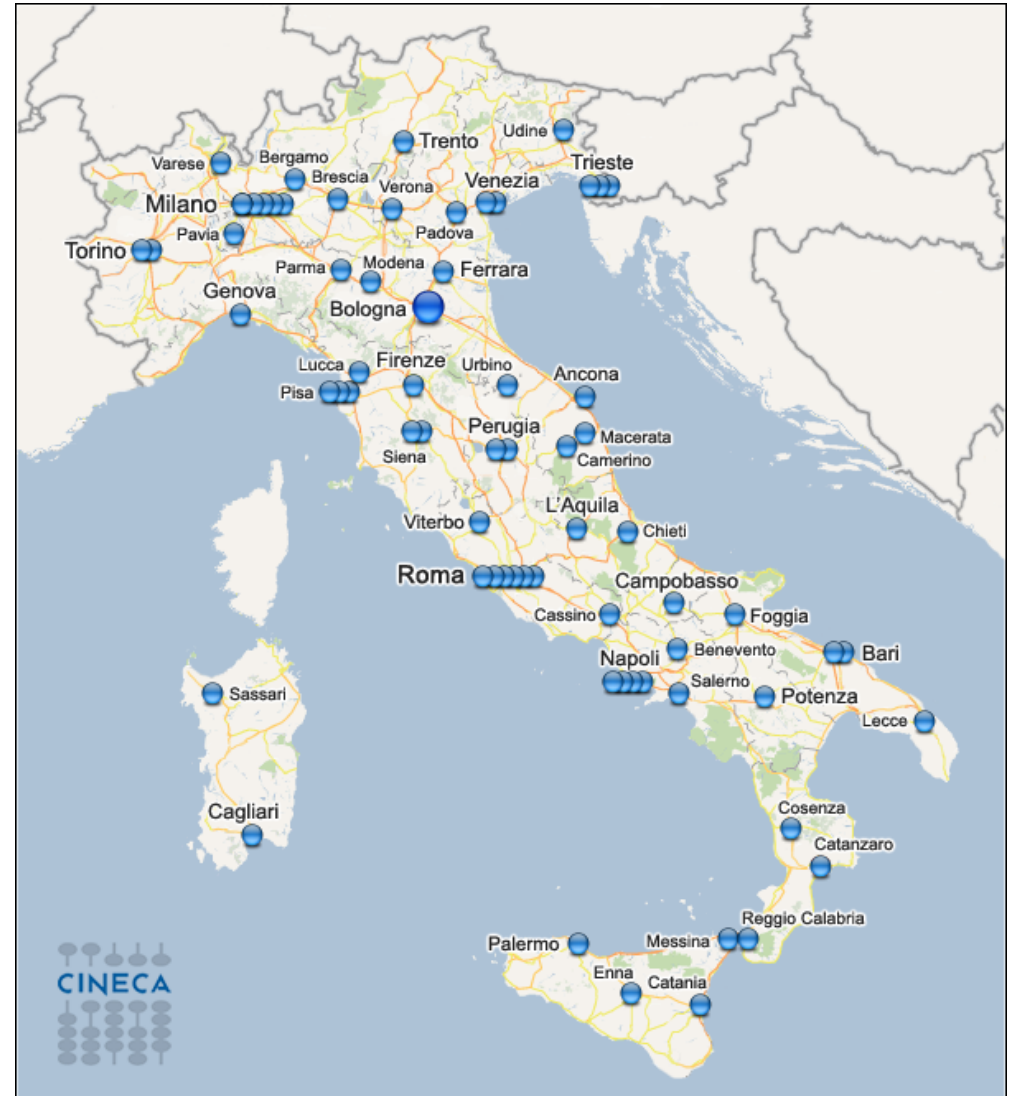 Trento
Udine
Trieste
Varese
Bergamo
Brescia
Verona
Venezia
Milano
Padova
Pavia
Torino
Parma
Modena
Ferrara
Genova
Bologna
Lucca
Firenze
Urbino
Ancona
Pisa
Perugia
Macerata
Siena
Camerino
L'Aquila
Viterbo
Chieti
Roma
Campobasso
Cassino
Foggia
Benevento
Bari
Napoli
Salerno
Sassari
Potenza
Lecce
Cagliari
Cosenza
Catanzaro
Reggio Calabria
Palermo
Messina
Enna
Catania
CINECA